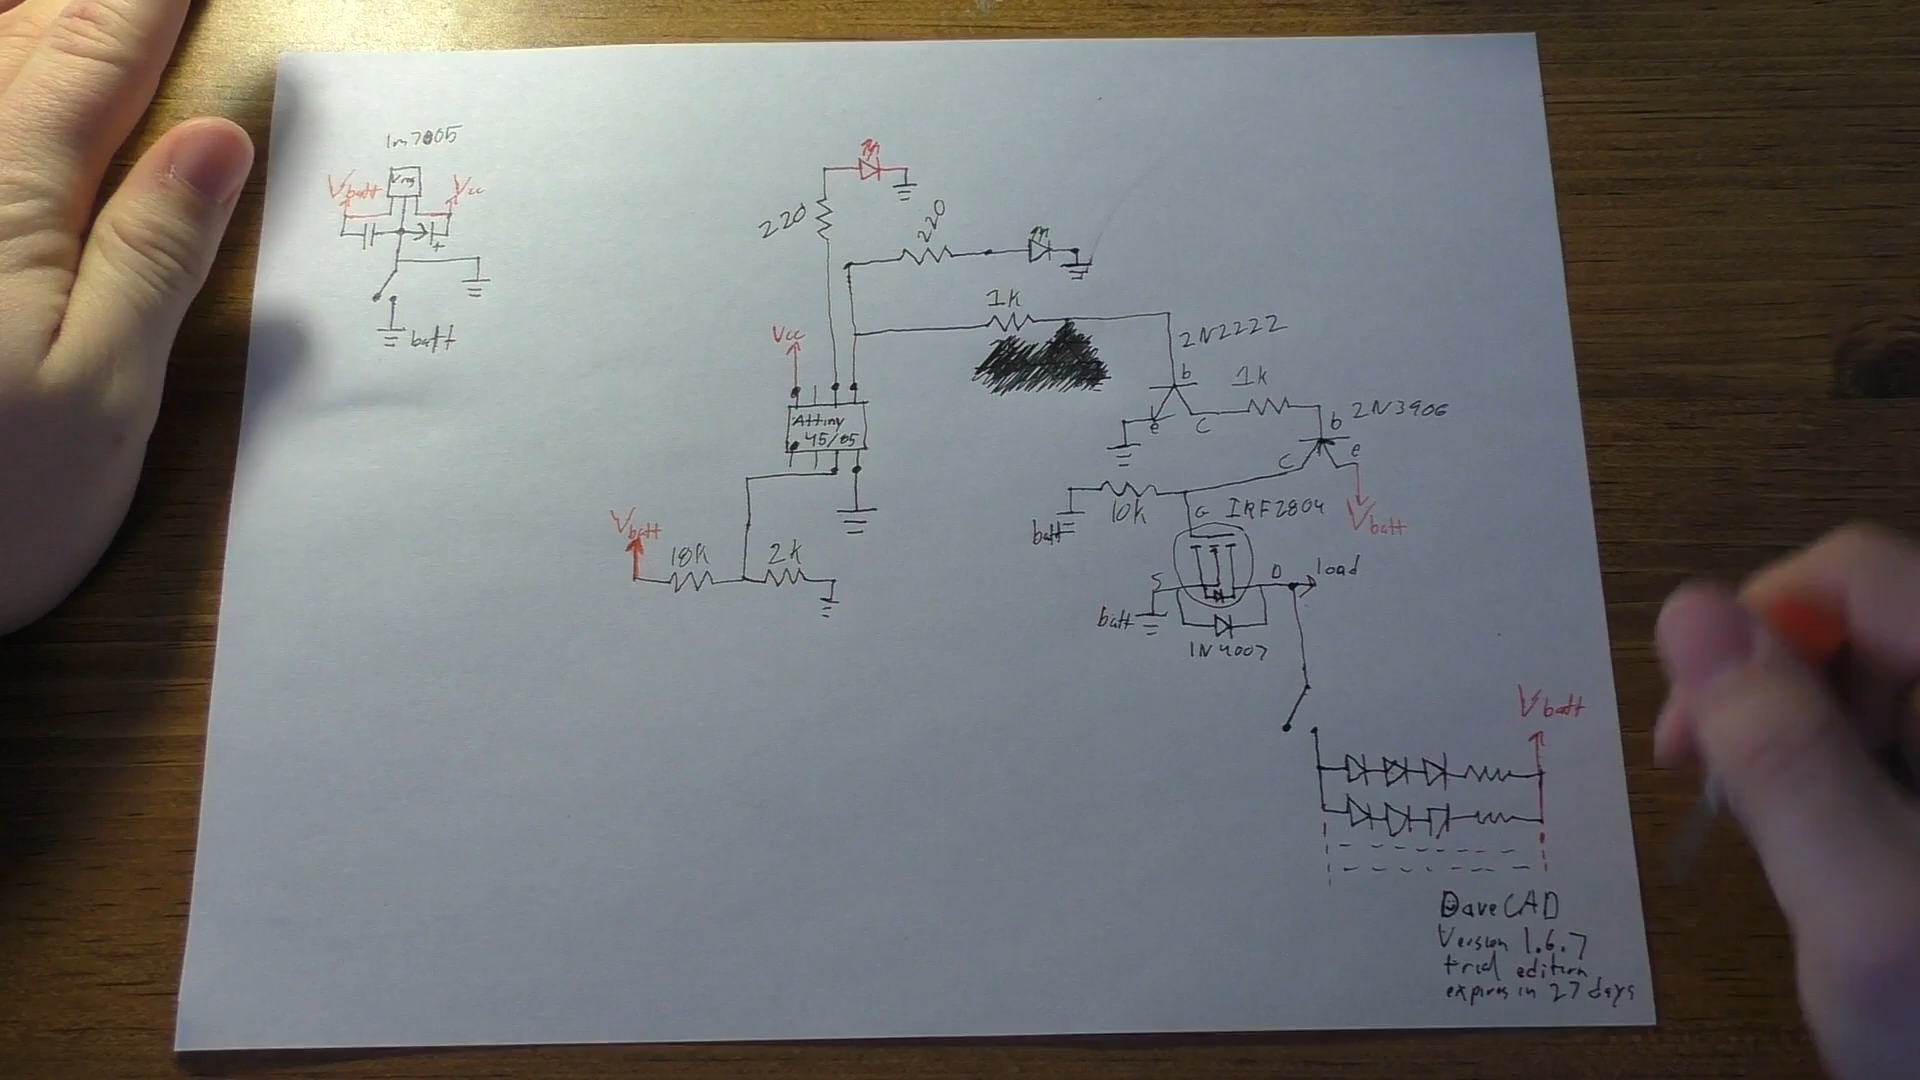 lm7805
Vbatt
Vreg
Vcc
batt
220
220
1k
2N2222
b
e
c
1k
2N3906
b
c
e
Vbatt
Vcc
Attiny
45/85
Vbatt
18k
2k
10k
batt
G
IRF2804
S
D
load
batt
1N4007
Vbatt
DaveCAD
Version 1.6.7
trial edition
expires in 27 days